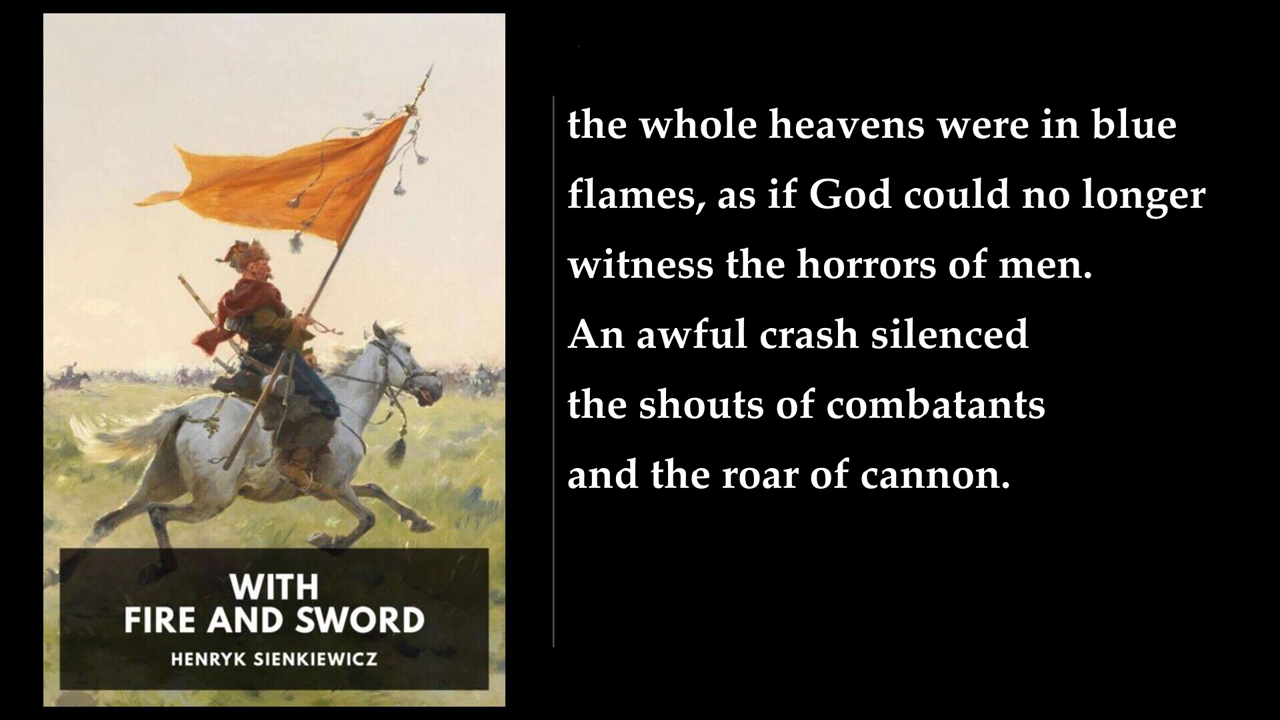 the whole heavens were in blue
flames, as if God could no longer
witness the horrors of men.
An awful crash silenced
the shouts of combatants
and the roar of cannon.
WITH
FIRE AND SWORD
HENRYK SIENKIEWICZ